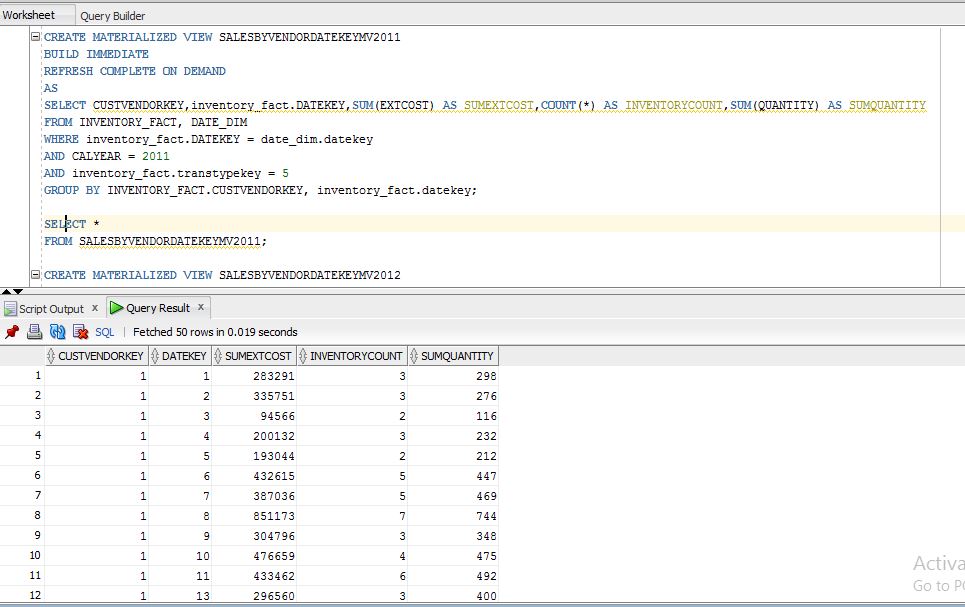 Worksheet Query Builder
CREATE MATERIALIZED VIEW SALESBYVENDORDATEKEYMV2011
BUILD IMMEDIATE
REFRESH COMPLETE ON DEMAND
AS
SELECT CUSTVENDORKEY,inventory_fact.DATEKEY,SUM(EXTCOST) AS SUMEXTCOST,COUNT(*) AS INVENTORYCOUNT,SUM(QUANTITY) AS SUMQUANTITY
FROM INVENTORY_FACT, DATE_DIM
WHERE inventory_fact.DATEKEY = date_dim.datekey
AND CALYEAR = 2011
AND inventory_fact.transtypekey = 5
GROUP BY INVENTORY_FACT.CUSTVENDORKEY, inventory_fact.datekey;
SELECT *
FROM SALESBYVENDORDATEKEYMV2011;
CREATE MATERIALIZED VIEW SALESBYVENDORDATEKEYMV2012
Script Output x Query Result x
SQL | Fetched 50 rows in 0.019 seconds
CUSTVENDORKEY DATEKEY SUMEXTCOST INVENTORYCOUNT SUMQUANTITY
1 1 1 283291 3 298
2 1 2 335751 3 276
3 1 3 94566 2 116
4 1 4 200132 3 232
5 1 5 193044 2 212
6 1 6 432615 5 447
7 1 7 387036 5 469
8 1 8 851173 7 744
9 1 9 304796 3 348
10 1 10 476659 4 475
11 1 11 433462 6 492
12 1 13 296560 3 400
Activa
Go to PC